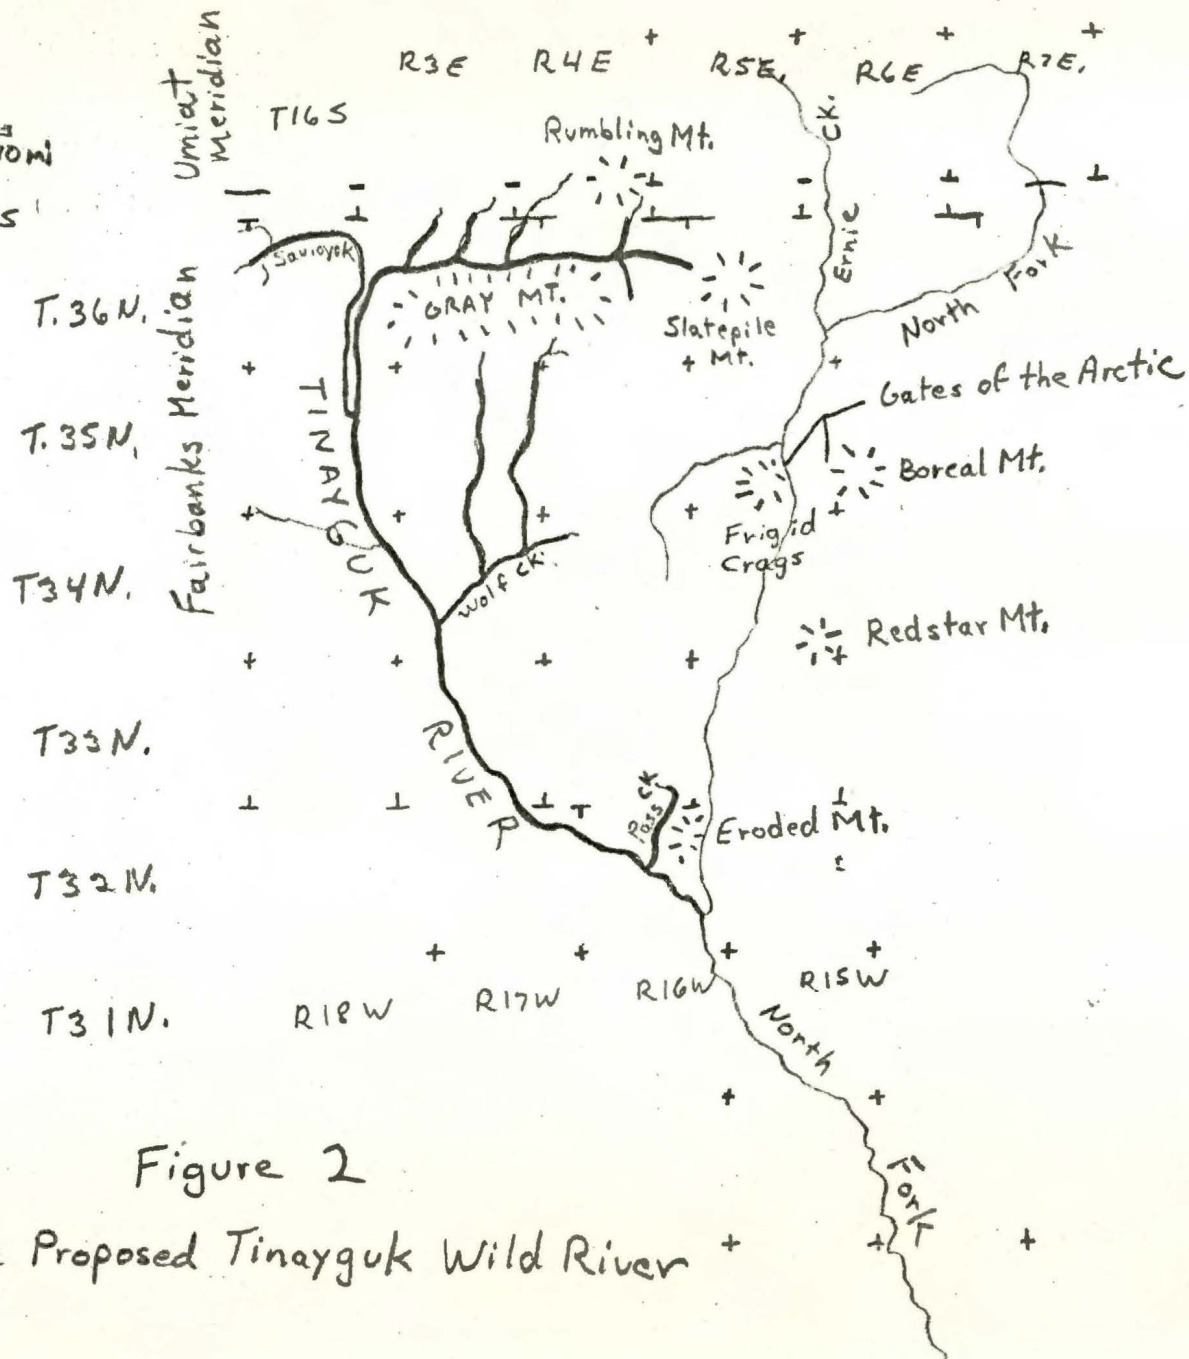 Umiat
Meridian
R3E
R4E
R5E.
R6E
R7E.
T16S
Rumbling Mt.
Ernie CK.
Savioyok
GRAY MT.
Slatepile
Mt.
North Fork
T.36N.
Fairbanks Meridian
Gates of the Arctic
T.35N.
TINAYGUK RIVER
Boreal Mt.
Frigid
Crags
T34N.
Wolf CK.
Redstar Mt.
T33N.
Pass CK.
Eroded Mt.
T32N.
T31N.
R18W
R17W
R16W
R15W
North Fork
Figure 2
Proposed Tinayguk Wild River